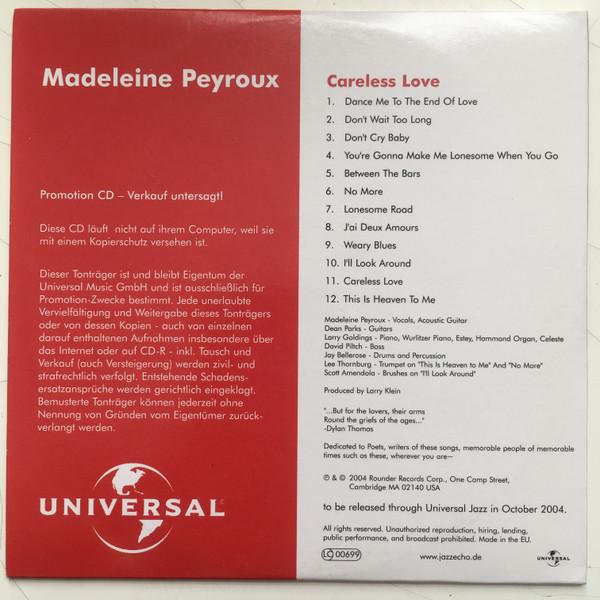 Madeleine Peyroux
Promotion CD – Verkauf untersagt!
Diese CD läuft nicht auf ihrem Computer, weil sie
mit einem Kopierschutz versehen ist.
Dieser Tonträger ist und bleibt Eigentum der
Universal Music GmbH und ist ausschließlich für
Promotion-Zwecke bestimmt. Jede unerlaubte
Vervielfältigung und Weitergabe dieses Tonträgers
oder von dessen Kopien - auch von einzelnen
darauf enthaltenen Aufnahmen insbesondere über
das Internet oder auf CD-R - inkl. Tausch und
Verkauf (auch Versteigerung) werden zivil- und
strafrechtlich verfolgt. Entstehende Schadens-
ersatzansprüche werden gerichtlich eingeklagt.
Bemusterte Tonträger können jederzeit ohne
Nennung von Gründen vom Eigentümer zurück-
verlangt werden.
UNIVERSAL
Careless Love
1. Dance Me To The End Of Love
2. Don't Wait Too Long
3. Don't Cry Baby
4. You're Gonna Make Me Lonesome When You Go
5. Between The Bars
6. No More
7. Lonesome Road
8. J'ai Deux Amours
9. Weary Blues
10. I'll Look Around
11. Careless Love
12. This Is Heaven To Me
Madeleine Peyroux - Vocals, Acoustic Guitar
Dean Parks - Guitars
Larry Goldings - Piano, Wurlitzer Piano, Estey, Hammond Organ, Celeste
David Piltch - Bass
Jay Bellerose - Drums and Percussion
Lee Thornburg - Trumpet on "This Is Heaven to Me" And "No More"
Scott Amendola - Brushes on "I'll Look Around"
Produced by Larry Klein
"...But for the lovers, their arms
Round the griefs of the ages..."
-Dylan Thomas
Dedicated to Poets, writers of these songs, memorable people of memorable
times such as these, wherever you are~
℗ & © 2004 Rounder Records Corp., One Camp Street,
Cambridge MA 02140 USA
to be released through Universal Jazz in October 2004.
All rights reserved. Unauthorized reproduction, hiring, lending,
public performance, and broadcast prohibited. Made in the EU.
LC 00699 www.jazzecho.de UNIVERSAL